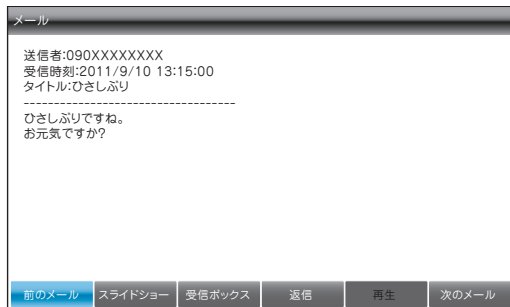 メール
送信者:090XXXXXXXX
受信時刻:2011/9/10 13:15:00
タイトル:ひさしぶり
-----------------------------------
ひさしぶりですね。
お元気ですか?
前のメール スライドショー 受信ボックス 返信 再生 次のメール